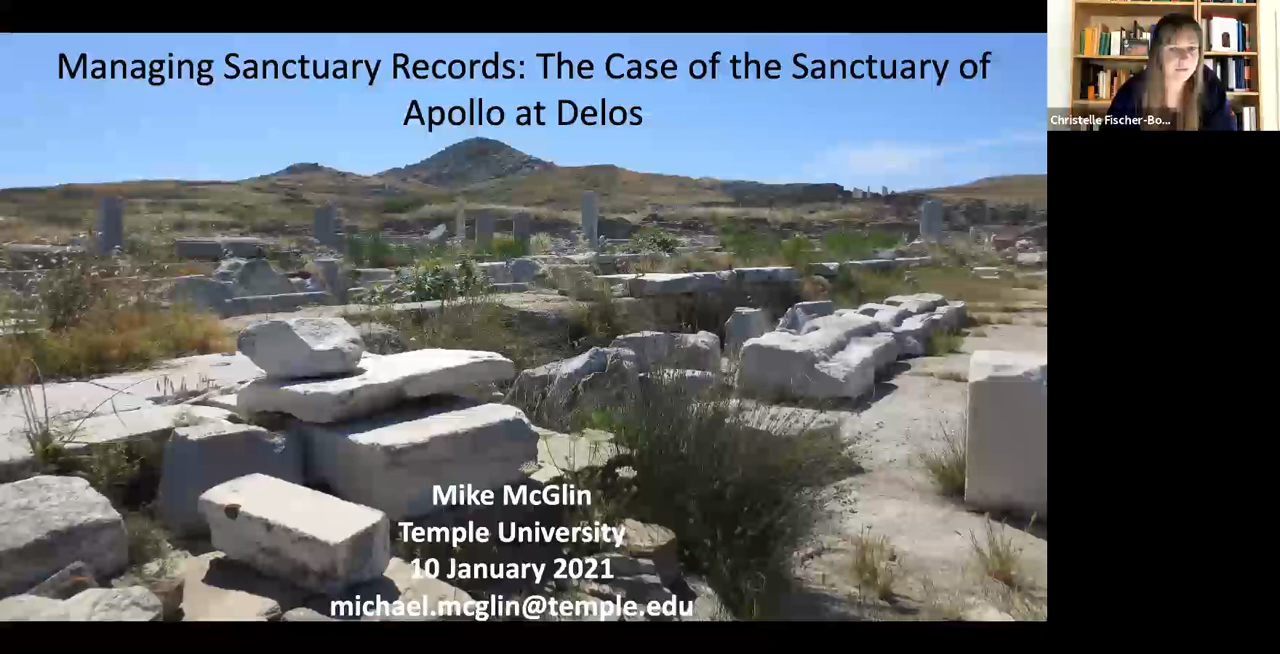 Managing Sanctuary Records: The Case of the Sanctuary of
Apollo at Delos
Christelle Fischer-Bo...
Mike McGlin
Temple University
10 January 2021
michael.mcglin@temple.edu